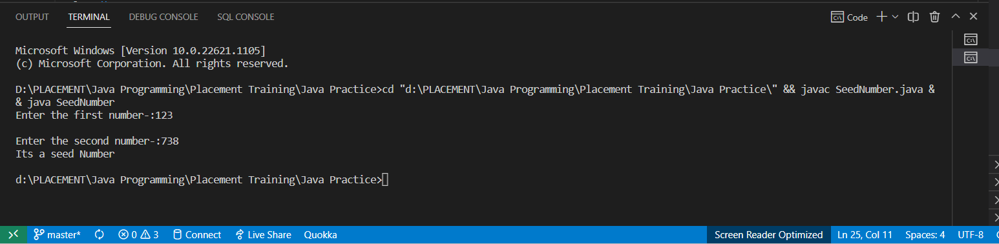 OUTPUT TERMINAL DEBUG CONSOLE SQL CONSOLE Code
Microsoft Windows [Version 10.0.22621.1105]
(c) Microsoft Corporation. All rights reserved.
D:\PLACEMENT\Java Programming\Placement Training\Java Practice>cd "d:\PLACEMENT\Java Programming\Placement Training\Java Practice\" && javac SeedNumber.java &
& java SeedNumber
Enter the first number-:123
Enter the second number-:738
Its a seed Number
d:\PLACEMENT\Java Programming\Placement Training\Java Practice>
master* 0 3 Connect Live Share Quokka Screen Reader Optimized Ln 25, Col 11 Spaces: 4 UTF-8